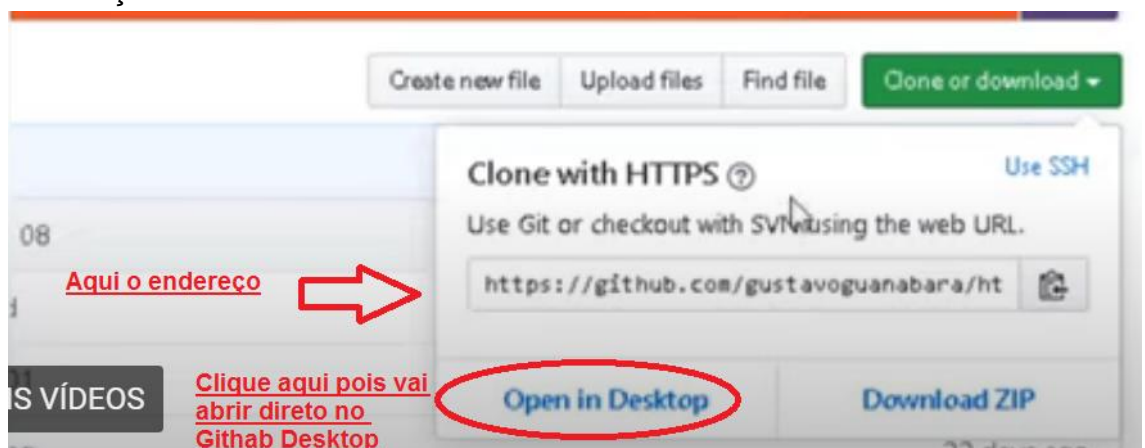 Create new file Upload files Find file Clone or download
Clone with HTTPS ? Use SSH
Use Git or checkout with SVN using the web URL.
08
Aqui o endereço
https://github.com/gustavoguanabara/ht
IS VÍDEOS
Clique aqui pois vai
abrir direto no
Githab Desktop
Open in Desktop Download ZIP